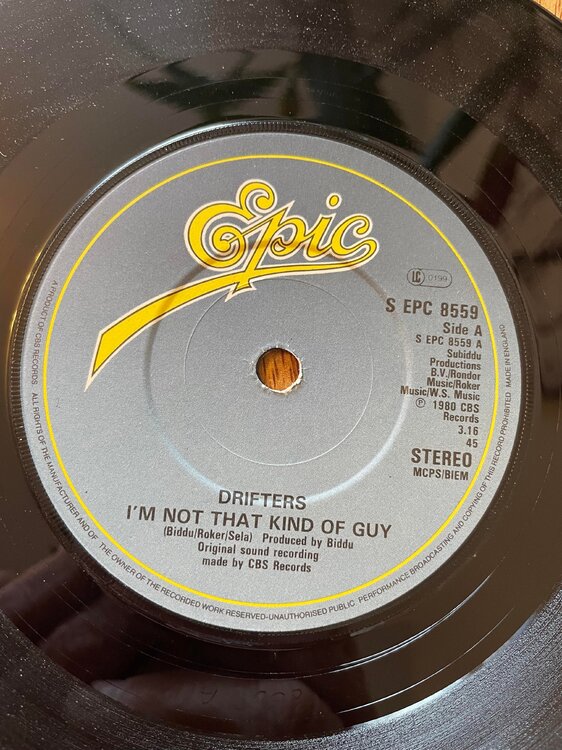 Epic
LC 0199
S EPC 8559
Side A
S EPC 8559 A
Subiddu
Productions
B.V./Rondor
Music/Roker
Music/W.S. Music
℗ 1980 CBS
Records
3.16
45
STEREO
MCPS/BIEM
DRIFTERS
I'M NOT THAT KIND OF GUY
(Biddu/Roker/Sela) Produced by Biddu
Original sound recording
made by CBS Records
A PRODUCT OF CBS RECORDS. ALL RIGHTS OF THE MANUFACTURER AND OF THE OWNER OF THE RECORDED WORK RESERVED-UNAUTHORISED PUBLIC PERFORMANCE BROADCASTING AND COPYING OF THIS RECORD PROHIBITED MADE IN ENGLAND